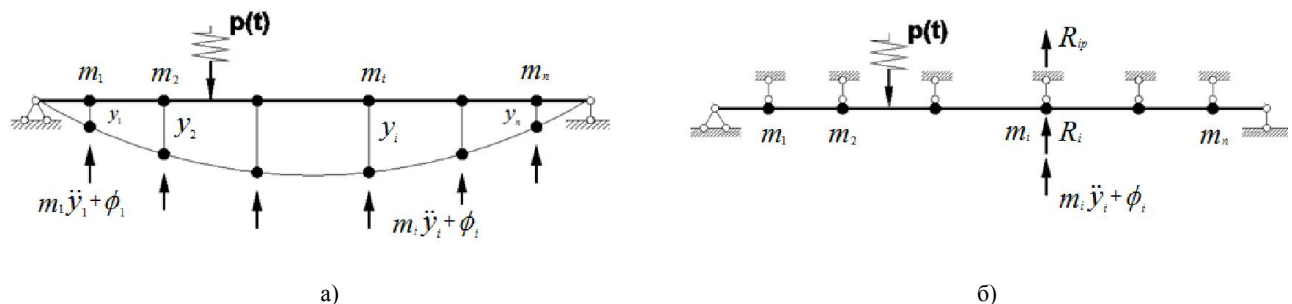 p(t)
m₁ m₂ mᵢ mₙ
y₁ y₂ yᵢ yₙ
m₁ÿ₁ + ϕ₁
mᵢÿᵢ + ϕᵢ
а)
p(t)
Rᵢₚ
m₁ m₂ mᵢ Rᵢ mₙ
mᵢÿᵢ + ϕᵢ
б)